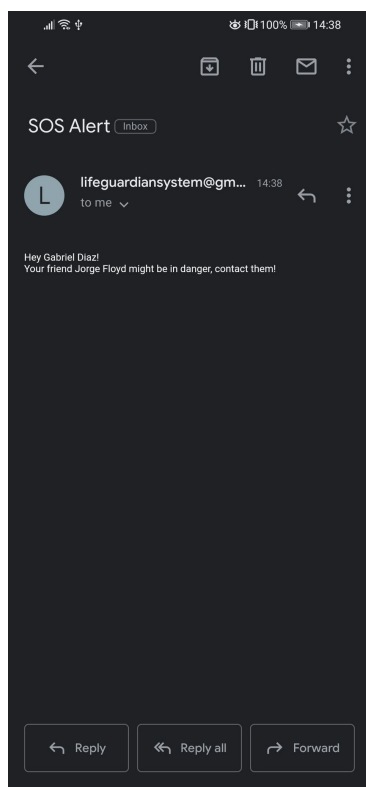 100% 14:38
SOS Alert Inbox
L
lifeguardiansystem@gm... 14:38
to me
Hey Gabriel Diaz!
Your friend Jorge Floyd might be in danger, contact them!
Reply Reply all Forward